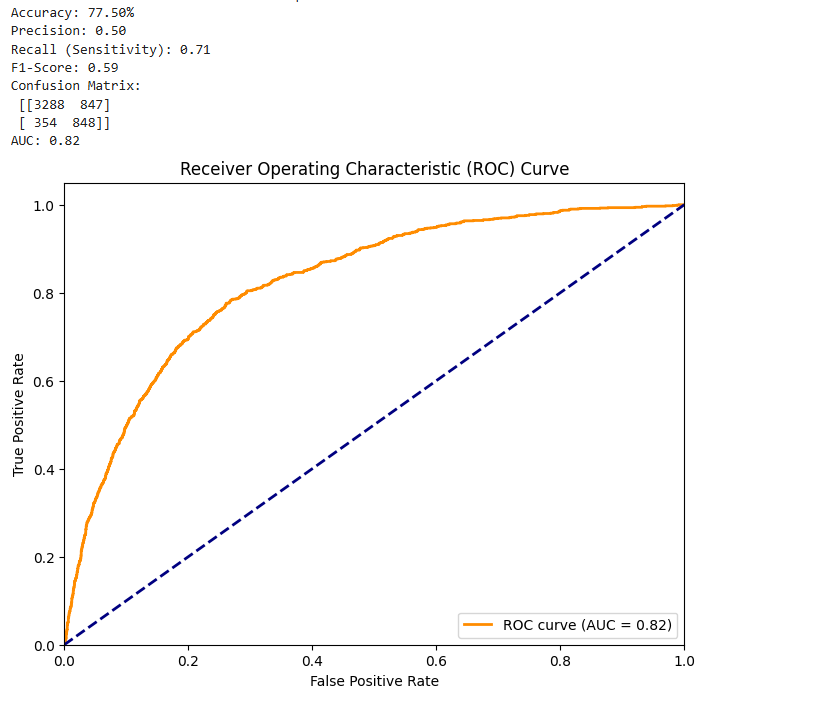 Accuracy: 77.50%
Precision: 0.50
Recall (Sensitivity): 0.71
F1-Score: 0.59
Confusion Matrix:
[[3288  847]
[ 354  848]]
AUC: 0.82
Receiver Operating Characteristic (ROC) Curve
True Positive Rate
1.0
0.8
0.6
0.4
0.2
0.0
ROC curve (AUC = 0.82)
0.0 0.2 0.4 0.6 0.8 1.0
False Positive Rate